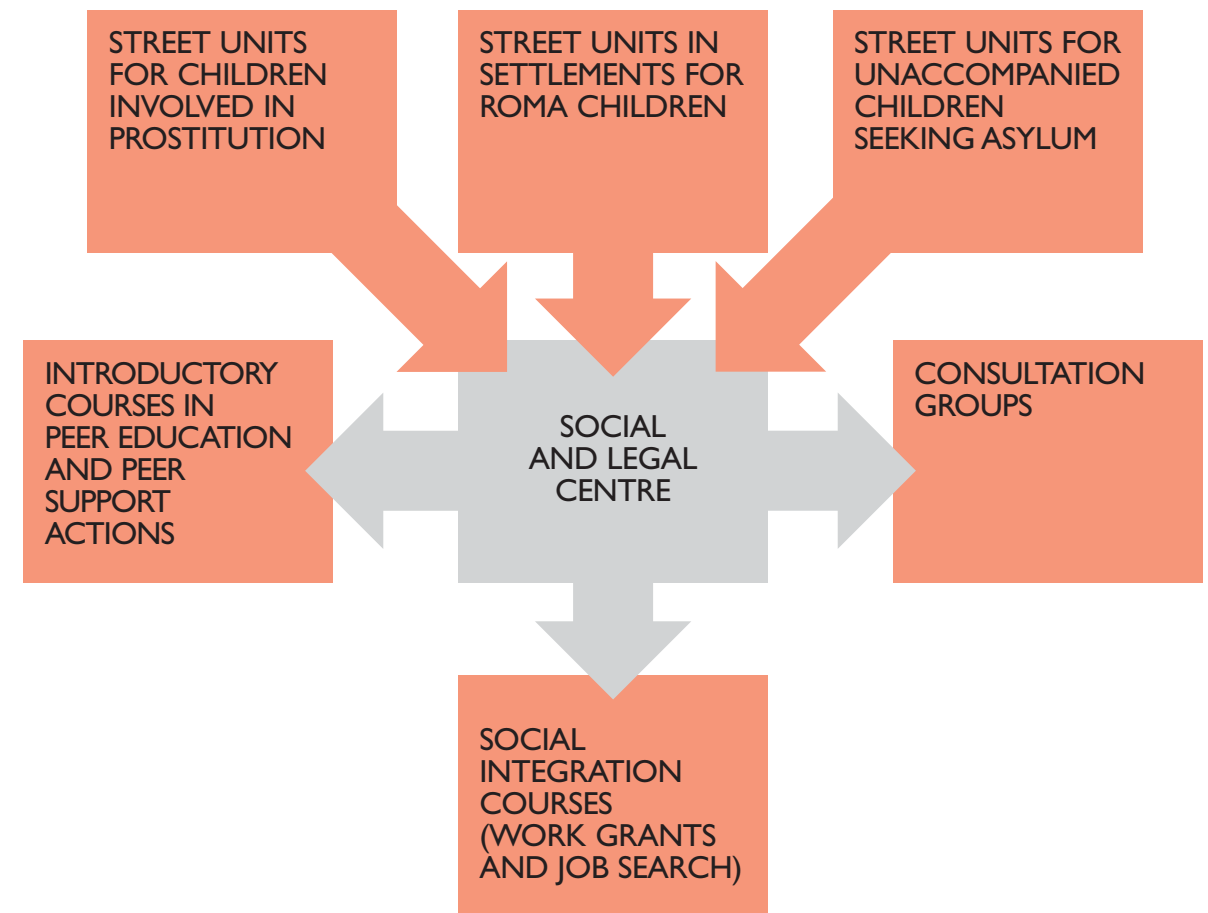 STREET UNITS
FOR CHILDREN
INVOLVED IN
PROSTITUTION
STREET UNITS IN
SETTLEMENTS FOR
ROMA CHILDREN
STREET UNITS FOR
UNACCOMPANIED
CHILDREN
SEEKING ASYLUM
INTRODUCTORY
COURSES IN
PEER EDUCATION
AND PEER
SUPPORT
ACTIONS
SOCIAL
AND LEGAL
CENTRE
CONSULTATION
GROUPS
SOCIAL
INTEGRATION
COURSES
(WORK GRANTS
AND JOB SEARCH)